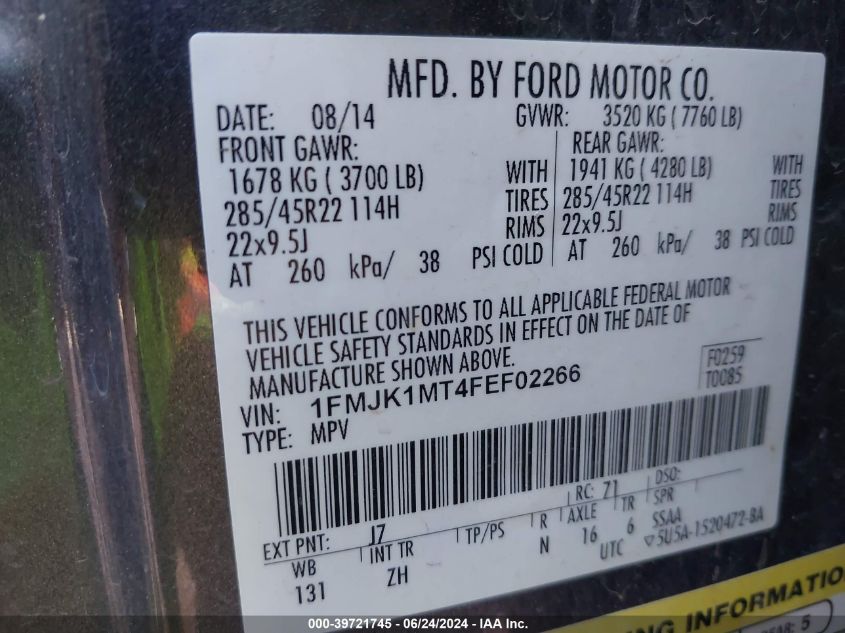 MFD. BY FORD MOTOR CO.
DATE: 08/14 GVWR: 3520 KG ( 7760 LB)
FRONT GAWR: REAR GAWR:
1678 KG ( 3700 LB) WITH 1941 KG ( 4280 LB) WITH
285/45R22 114H TIRES 285/45R22 114H TIRES
22x9.5J RIMS 22x9.5J RIMS
AT 260 kPa/ 38 PSI COLD AT 260 kPa/ 38 PSI COLD
THIS VEHICLE CONFORMS TO ALL APPLICABLE FEDERAL MOTOR
VEHICLE SAFETY STANDARDS IN EFFECT ON THE DATE OF
MANUFACTURE SHOWN ABOVE.
F0259
T0085
VIN: 1FMJK1MT4FEF02266
TYPE: MPV
EXT PNT: J7 RC: 71 DSO:
WB INT TR TP/PS R AXLE TR SPR
131 ZH N 16 6 SSAA
UTC ▽5U5A-1520472-BA
NG INFORMATIO
EAR: 5
000-39721745 / 06/24/2024 - © IAA, Inc.